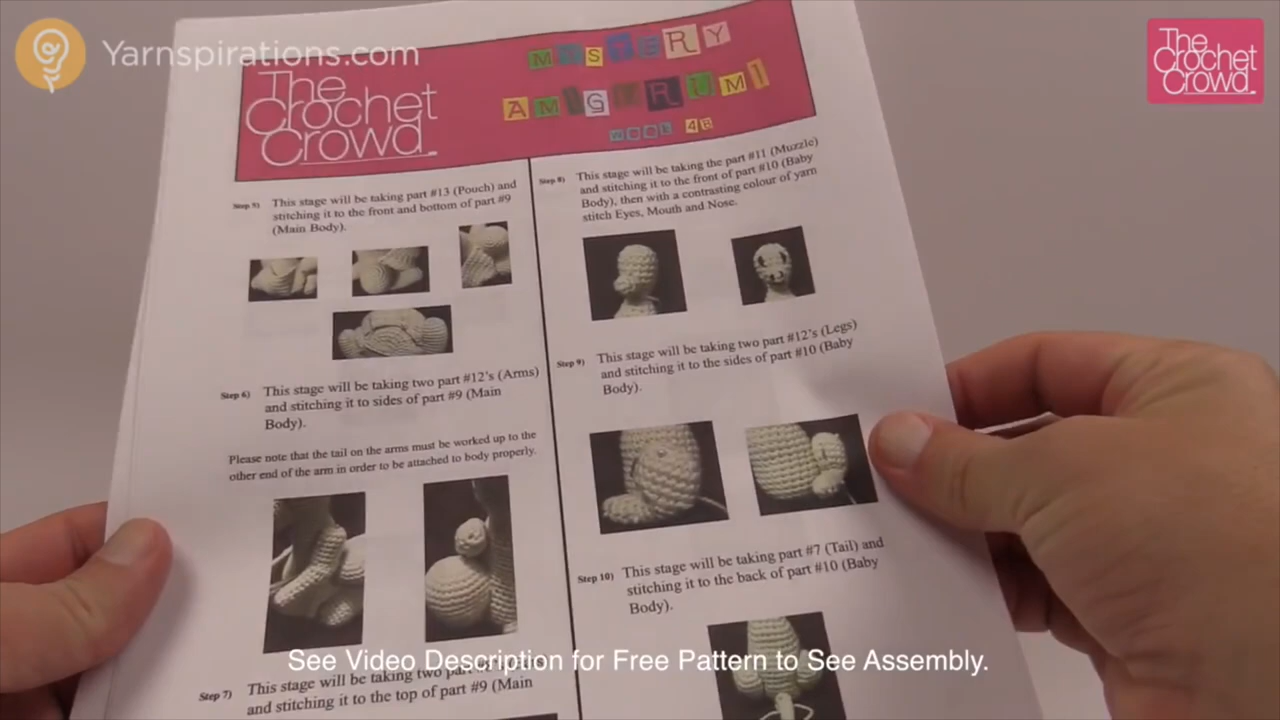 Yarnspirations.com
The
Crochet
Crowd
The
Crochet
Crowd
MYSTERY
AMIGURUMI
WEEK 4B
Step 5) This stage will be taking part #13 (Pouch) and
stitching it to the front and bottom of part #9
(Main Body).
Step 6) This stage will be taking two part #12's (Arms)
and stitching it to sides of part #9 (Main
Body).
Please note that the tail on the arms must be worked up to the
other end of the arm in order to be attached to body properly.
Step 7) This stage will be taking two part
and stitching it to the top of part #9 (Main
Step 8) This stage will be taking the part #11 (Muzzle)
and stitching it to the front of part #10 (Baby
Body), then with a contrasting colour of yarn
stitch Eyes, Mouth and Nose.
Step 9) This stage will be taking two part #12's (Legs)
and stitching it to the sides of part #10 (Baby
Body).
Step 10) This stage will be taking part #7 (Tail) and
stitching it to the back of part #10 (Baby
Body).
See Video Description for Free Pattern to See Assembly.